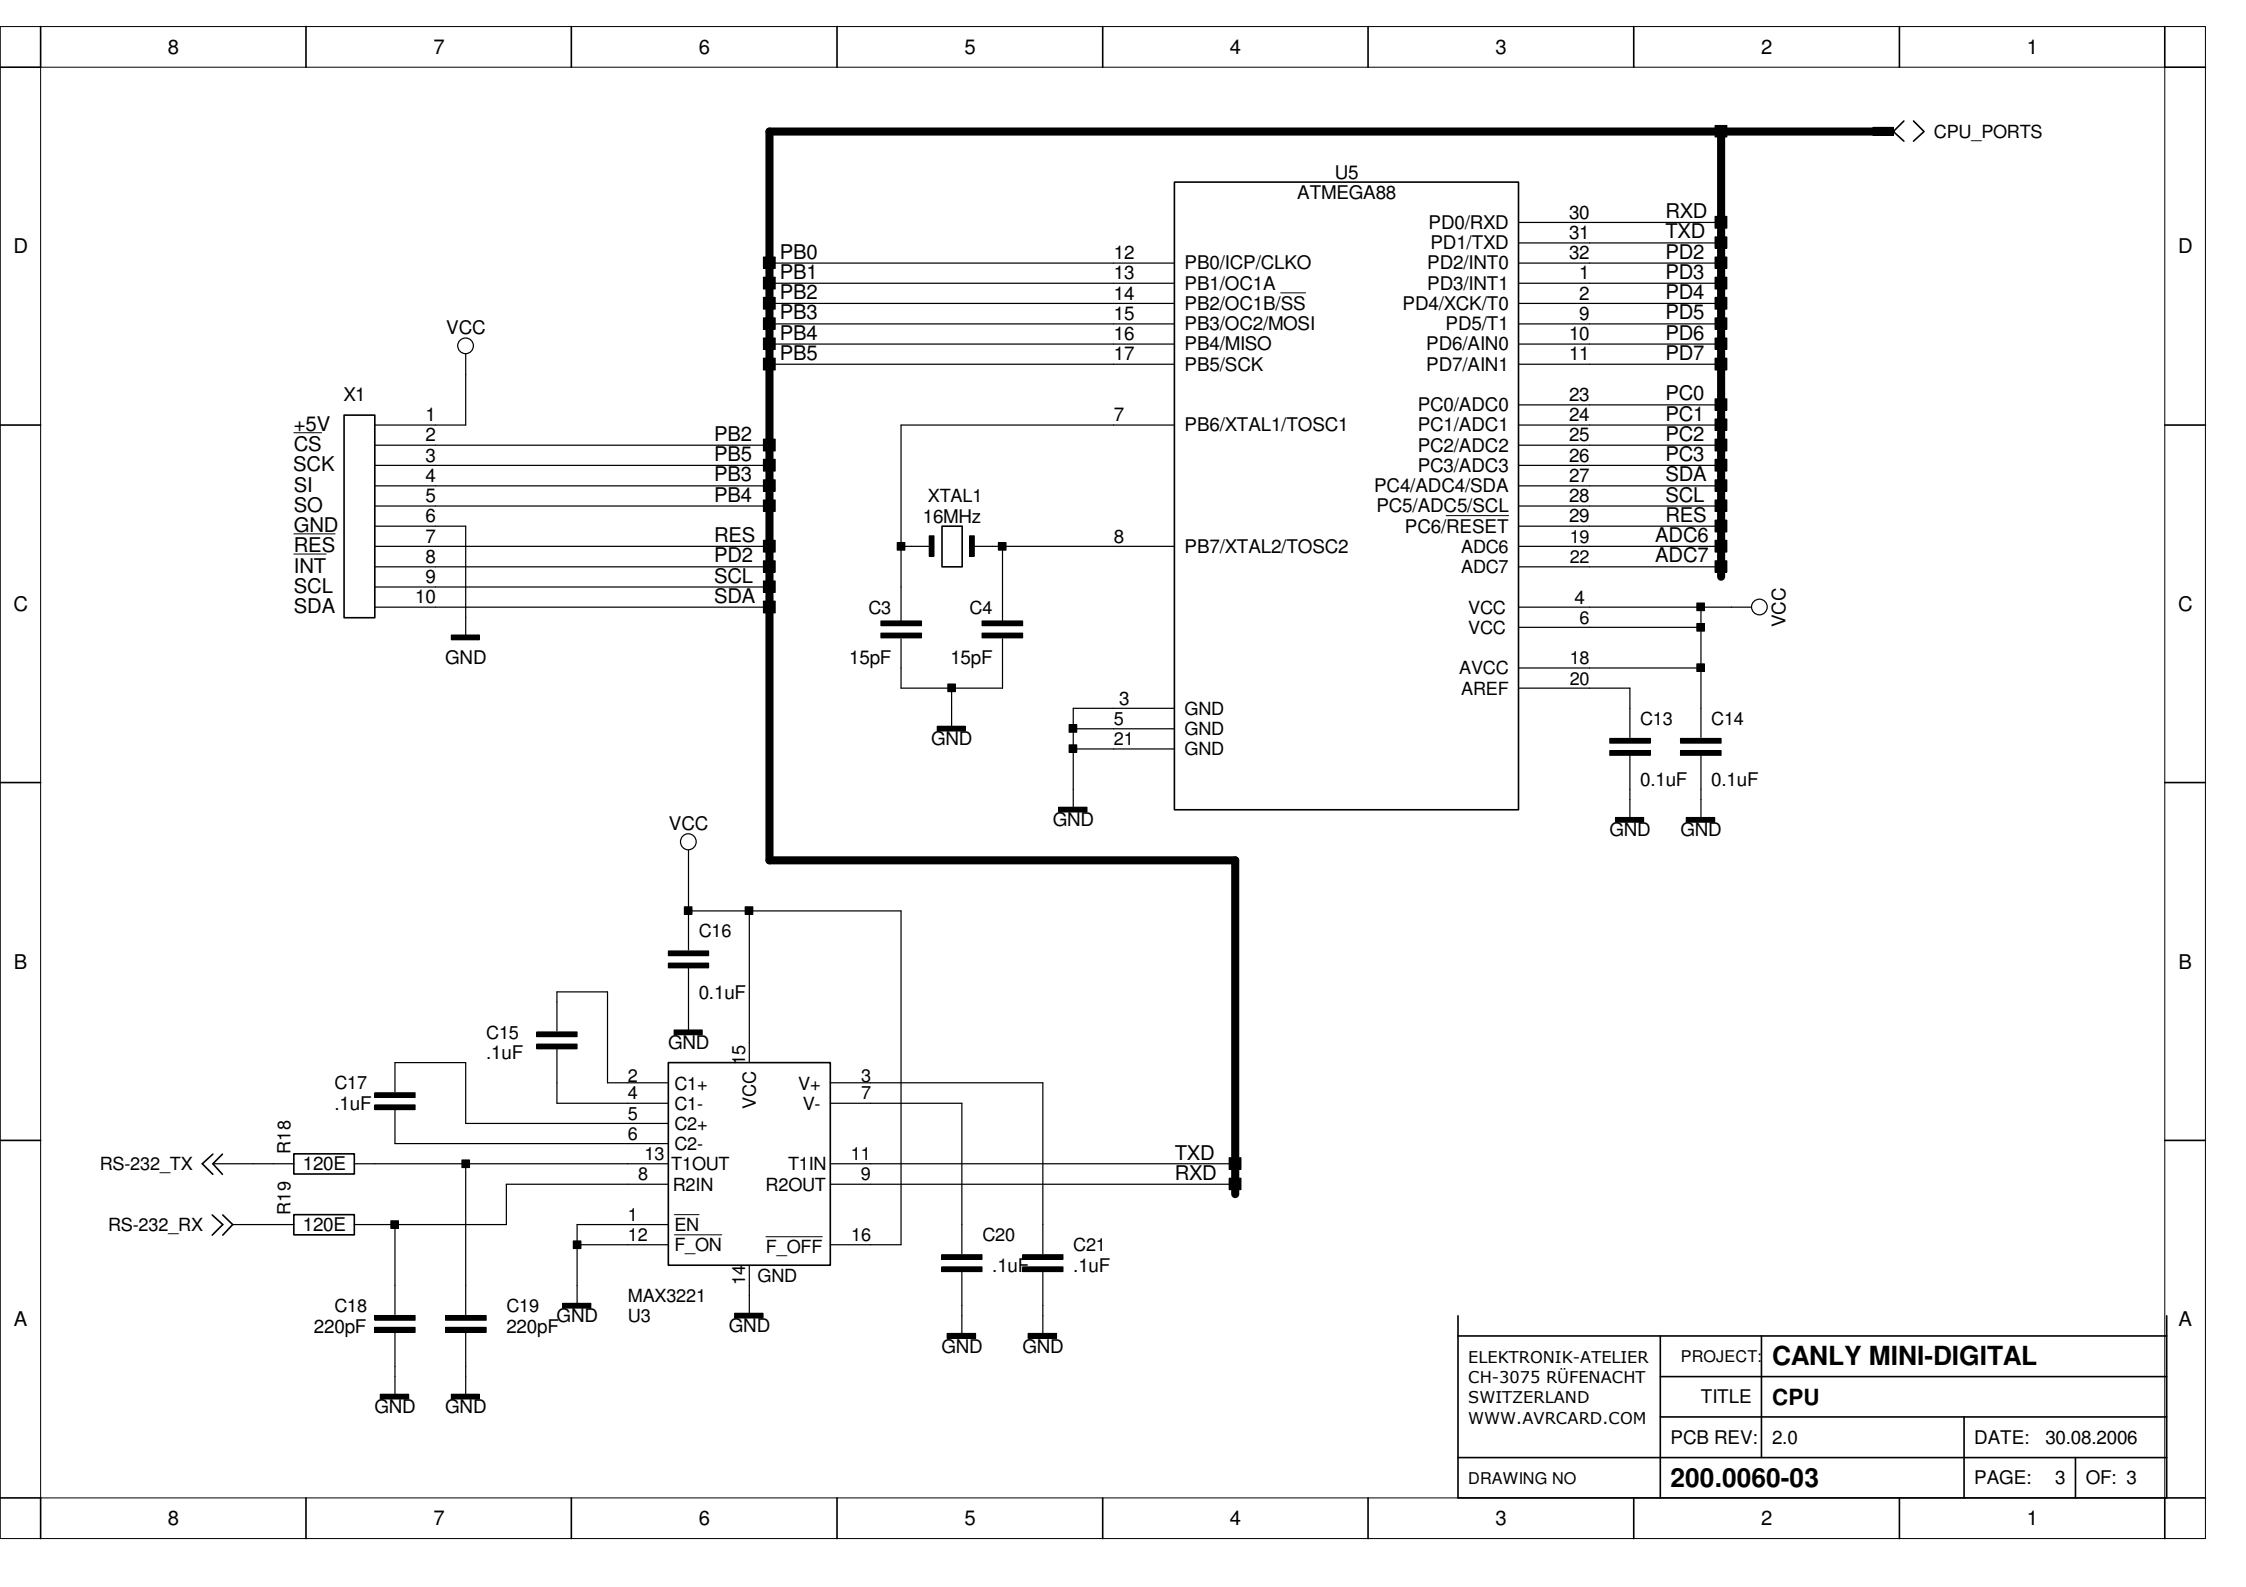 8 7 6 5 4 3 2 1
D
C
B
A
D
C
B
A
CPU_PORTS
U5
ATMEGA88
PB0 12 PB0/ICP/CLKO
PB1 13 PB1/OC1A
PB2 14 PB2/OC1B/SS
PB3 15 PB3/OC2/MOSI
PB4 16 PB4/MISO
PB5 17 PB5/SCK
7 PB6/XTAL1/TOSC1
8 PB7/XTAL2/TOSC2
3 GND
5 GND
21 GND
GND
PD0/RXD 30 RXD
PD1/TXD 31 TXD
PD2/INT0 32 PD2
PD3/INT1 1 PD3
PD4/XCK/T0 2 PD4
PD5/T1 9 PD5
PD6/AIN0 10 PD6
PD7/AIN1 11 PD7
PC0/ADC0 23 PC0
PC1/ADC1 24 PC1
PC2/ADC2 25 PC2
PC3/ADC3 26 PC3
PC4/ADC4/SDA 27 SDA
PC5/ADC5/SCL 28 SCL
PC6/RESET 29 RES
ADC6 19 ADC6
ADC7 22 ADC7
VCC 4
VCC 6
VCC
AVCC 18
AREF 20
C13 C14
0.1uF 0.1uF
GND GND
VCC
X1
+5V 1
CS 2 PB2
SCK 3 PB5
SI 4 PB3
SO 5 PB4
GND 6
RES 7 RES
INT 8 PD2
SCL 9 SCL
SDA 10 SDA
GND
XTAL1
16MHz
C3 C4
15pF 15pF
GND
VCC
C16
0.1uF
GND
C15
.1uF
C17
.1uF
15
VCC
2 C1+
4 C1-
5 C2+
6 C2-
13 T1OUT
8 R2IN
1 EN
12 F_ON
V+ 3
V- 7
T1IN 11 TXD
R2OUT 9 RXD
F_OFF 16
14 GND
GND
MAX3221
U3
R18
RS-232_TX 120E
R19
RS-232_RX 120E
C18
220pF
C19
220pF
GND
GND GND
C20
.1uF
C21
.1uF
GND GND
ELEKTRONIK-ATELIER
CH-3075 RÜFENACHT
SWITZERLAND
WWW.AVRCARD.COM
PROJECT: CANLY MINI-DIGITAL
TITLE CPU
PCB REV: 2.0 DATE: 30.08.2006
DRAWING NO 200.0060-03 PAGE: 3 OF: 3
8 7 6 5 4 3 2 1